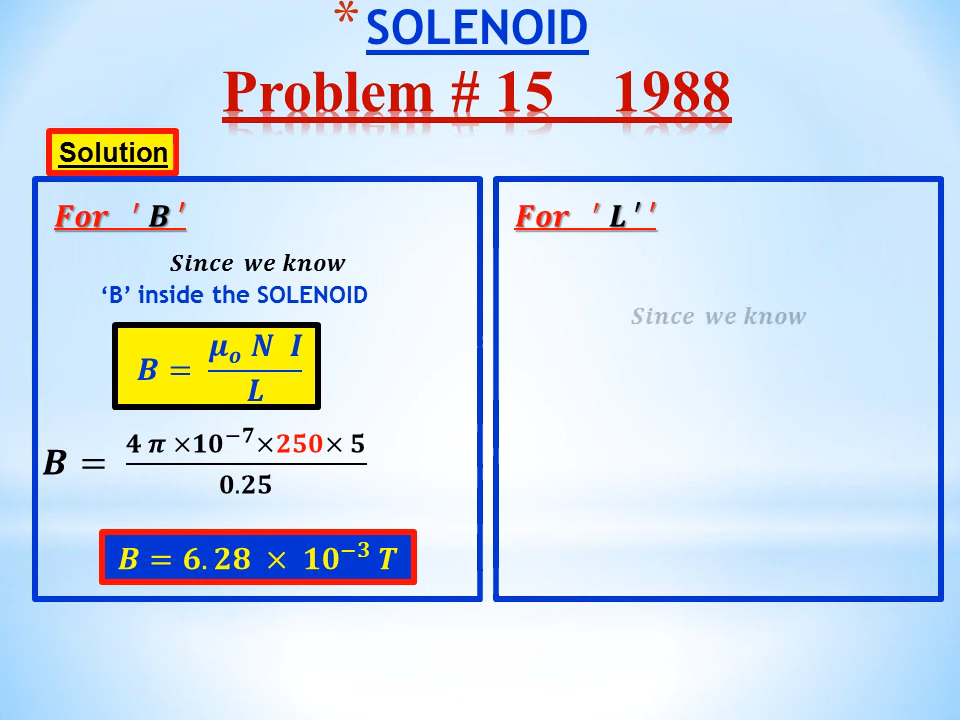 * SOLENOID
Problem # 15 1988
Solution
For ′ B ′
Since we know
‘B’ inside the SOLENOID
B = μₒ N I / L
B = 4 π ×10⁻⁷×250× 5 / 0.25
B = 6.28 × 10⁻³ T
For ′ L ′ ′
Since we know